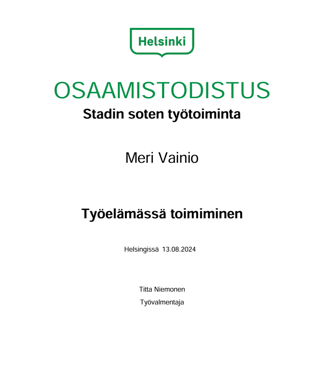 Helsinki
OSAAMISTODISTUS
Stadin soten työtoiminta
Meri Vainio
Työelämässä toimiminen
Helsingissä 13.08.2024
Titta Niemonen
Työvalmentaja